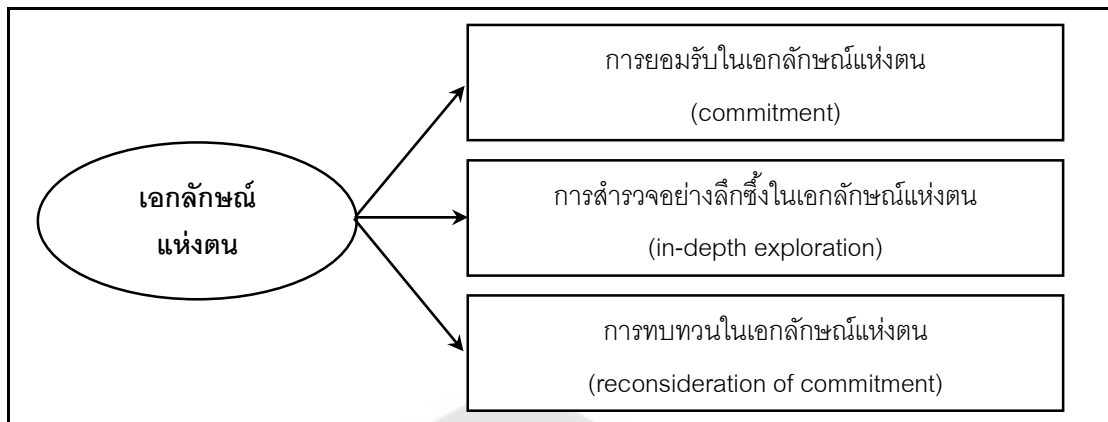 การยอมรับในเอกลักษณ์แห่งตน
(commitment)
เอกลักษณ์
แห่งตน
การสำรวจอย่างลึกซึ้งในเอกลักษณ์แห่งตน
(in-depth exploration)
การทบทวนในเอกลักษณ์แห่งตน
(reconsideration of commitment)